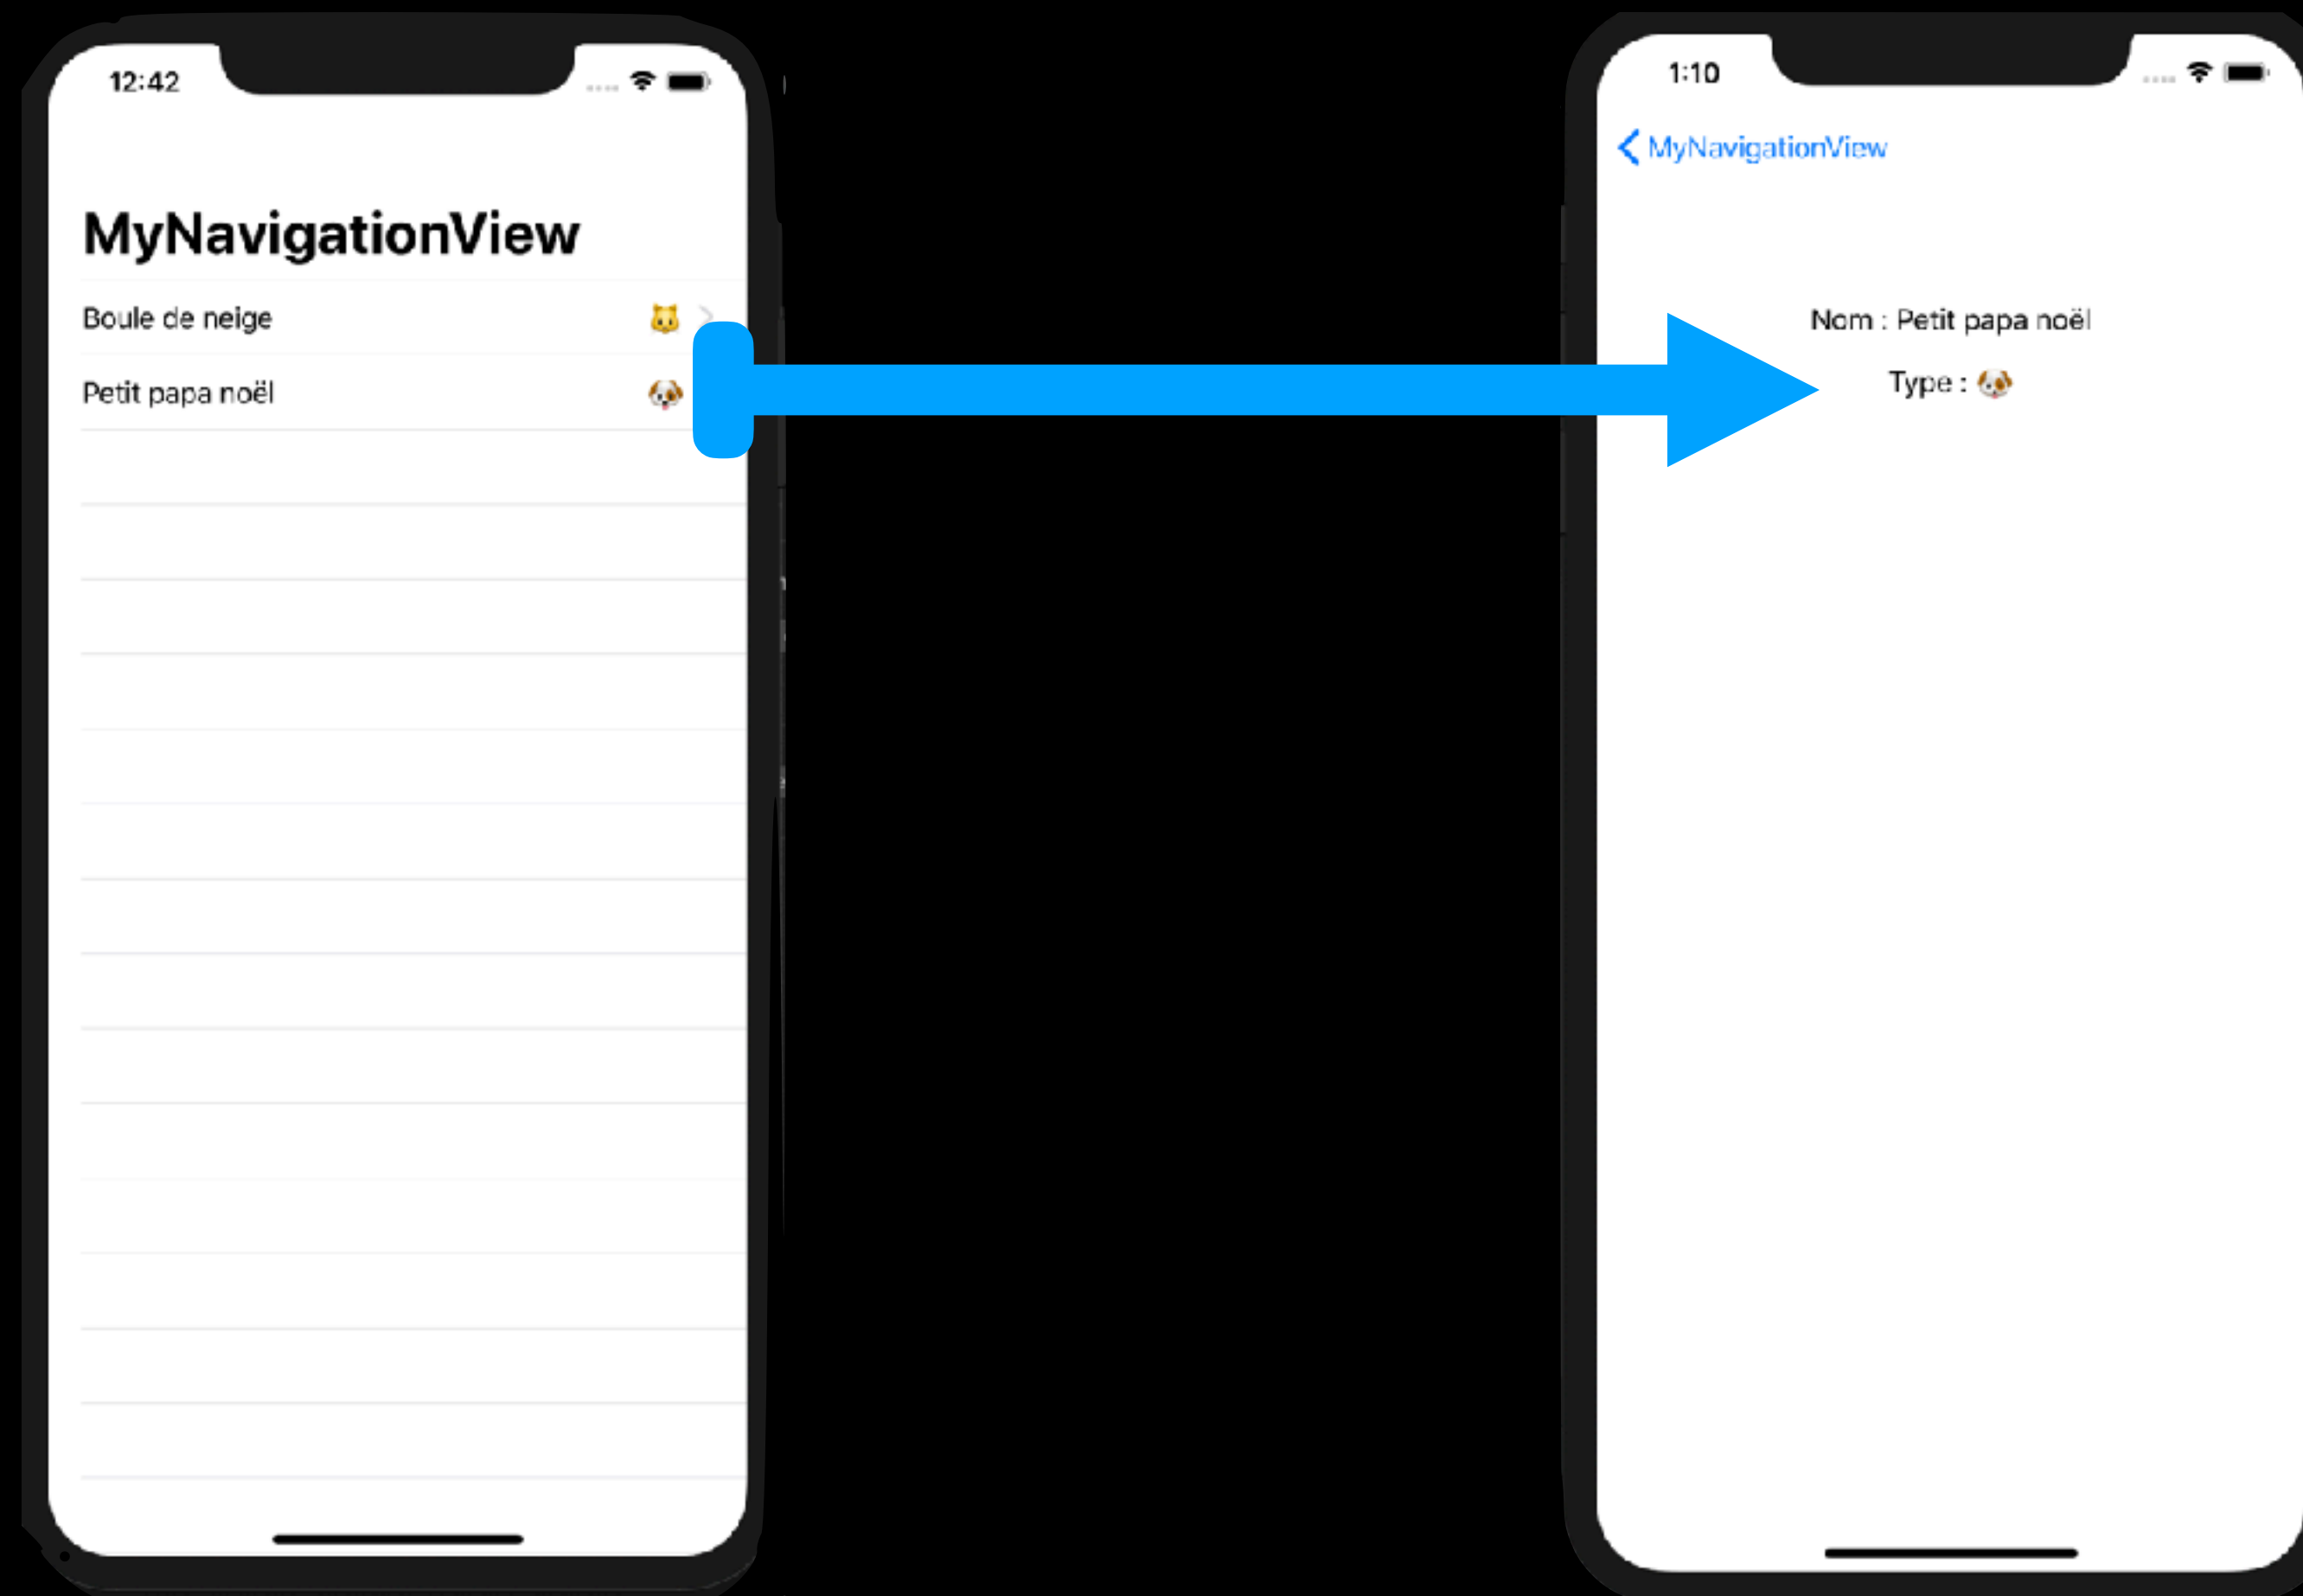 12:42
MyNavigationView
Boule de neige 🐱
Petit papa noël 🐶
1:10
MyNavigationView
Nom : Petit papa noël
Type : 🐶